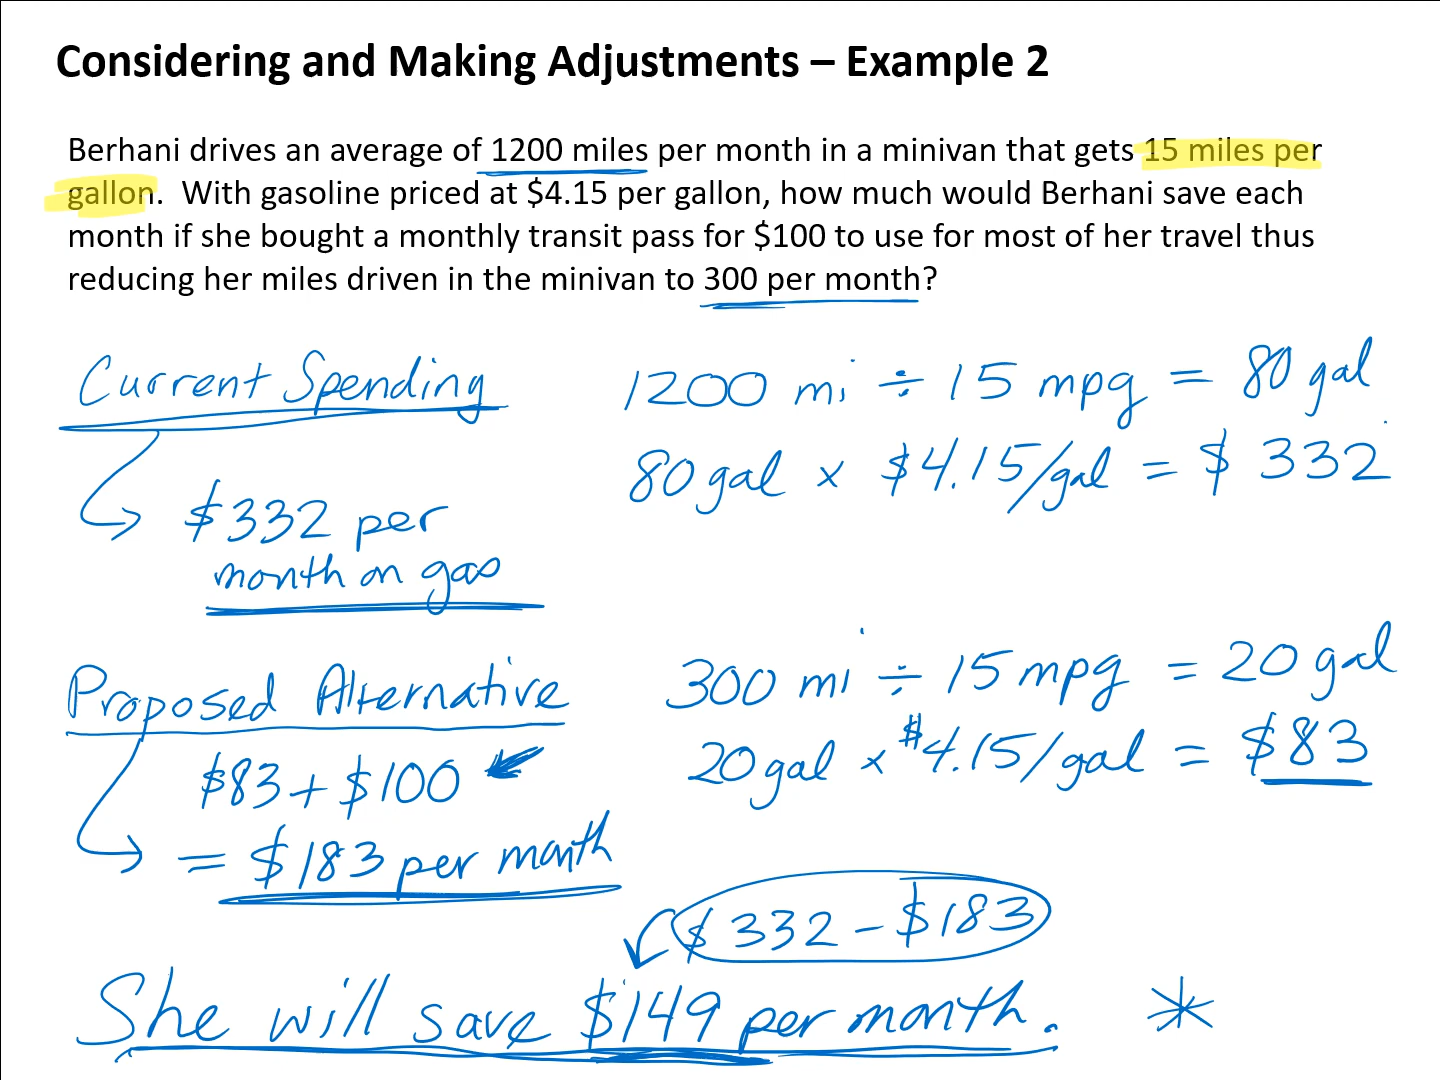 Considering and Making Adjustments – Example 2
Berhani drives an average of 1200 miles per month in a minivan that gets 15 miles per
gallon.  With gasoline priced at $4.15 per gallon, how much would Berhani save each
month if she bought a monthly transit pass for $100 to use for most of her travel thus
reducing her miles driven in the minivan to 300 per month?
Current Spending
1200 mi ÷ 15 mpg = 80 gal
80 gal × $4.15/gal = $332
$332 per
month on gas
Proposed Alternative
300 mi ÷ 15 mpg = 20 gal
20 gal × $4.15/gal = $83
$83 + $100
= $183 per month
$332 – $183
She will save $149 per month. *